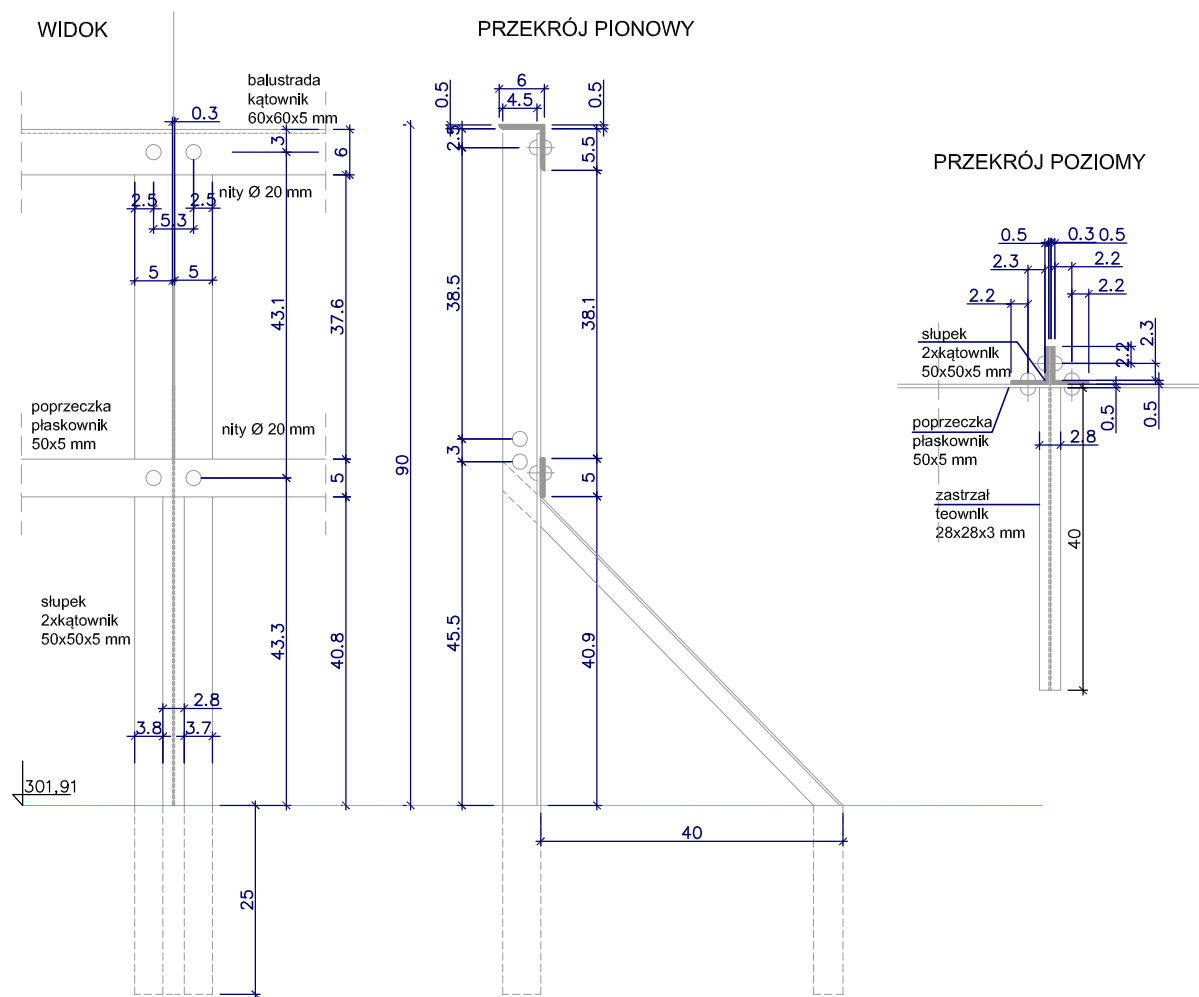 WIDOK
PRZEKRÓJ PIONOWY
PRZEKRÓJ POZIOMY
balustrada
kątownik
60x60x5 mm
0.3
3
6
nity Ø 20 mm
2.5
2.5
5.3
5
5
43.1
37.6
poprzeczka
płaskownik
50x5 mm
nity Ø 20 mm
5
słupek
2xkątownik
50x50x5 mm
43.3
40.8
2.8
3.8
3.7
301,91
25
6
4.5
0.5
0.5
2.5
5.5
38.5
38.1
90
3
5
45.5
40.9
40
0.5
0.3
0.5
2.3
2.2
2.2
2.2
słupek
2xkątownik
50x50x5 mm
2.2
2.3
poprzeczka
płaskownik
50x5 mm
0.5
0.5
2.8
zastrzał
teownik
28x28x3 mm
40